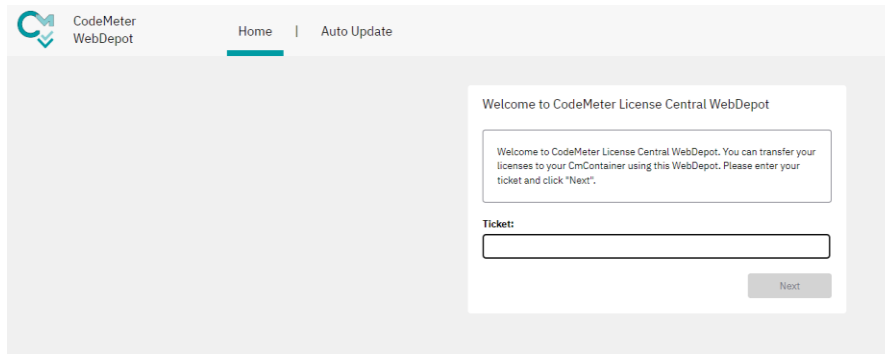 CodeMeter
WebDepot
Home | Auto Update
Welcome to CodeMeter License Central WebDepot
Welcome to CodeMeter License Central WebDepot. You can transfer your
licenses to your CmContainer using this WebDepot. Please enter your
ticket and click "Next".
Ticket:
Next